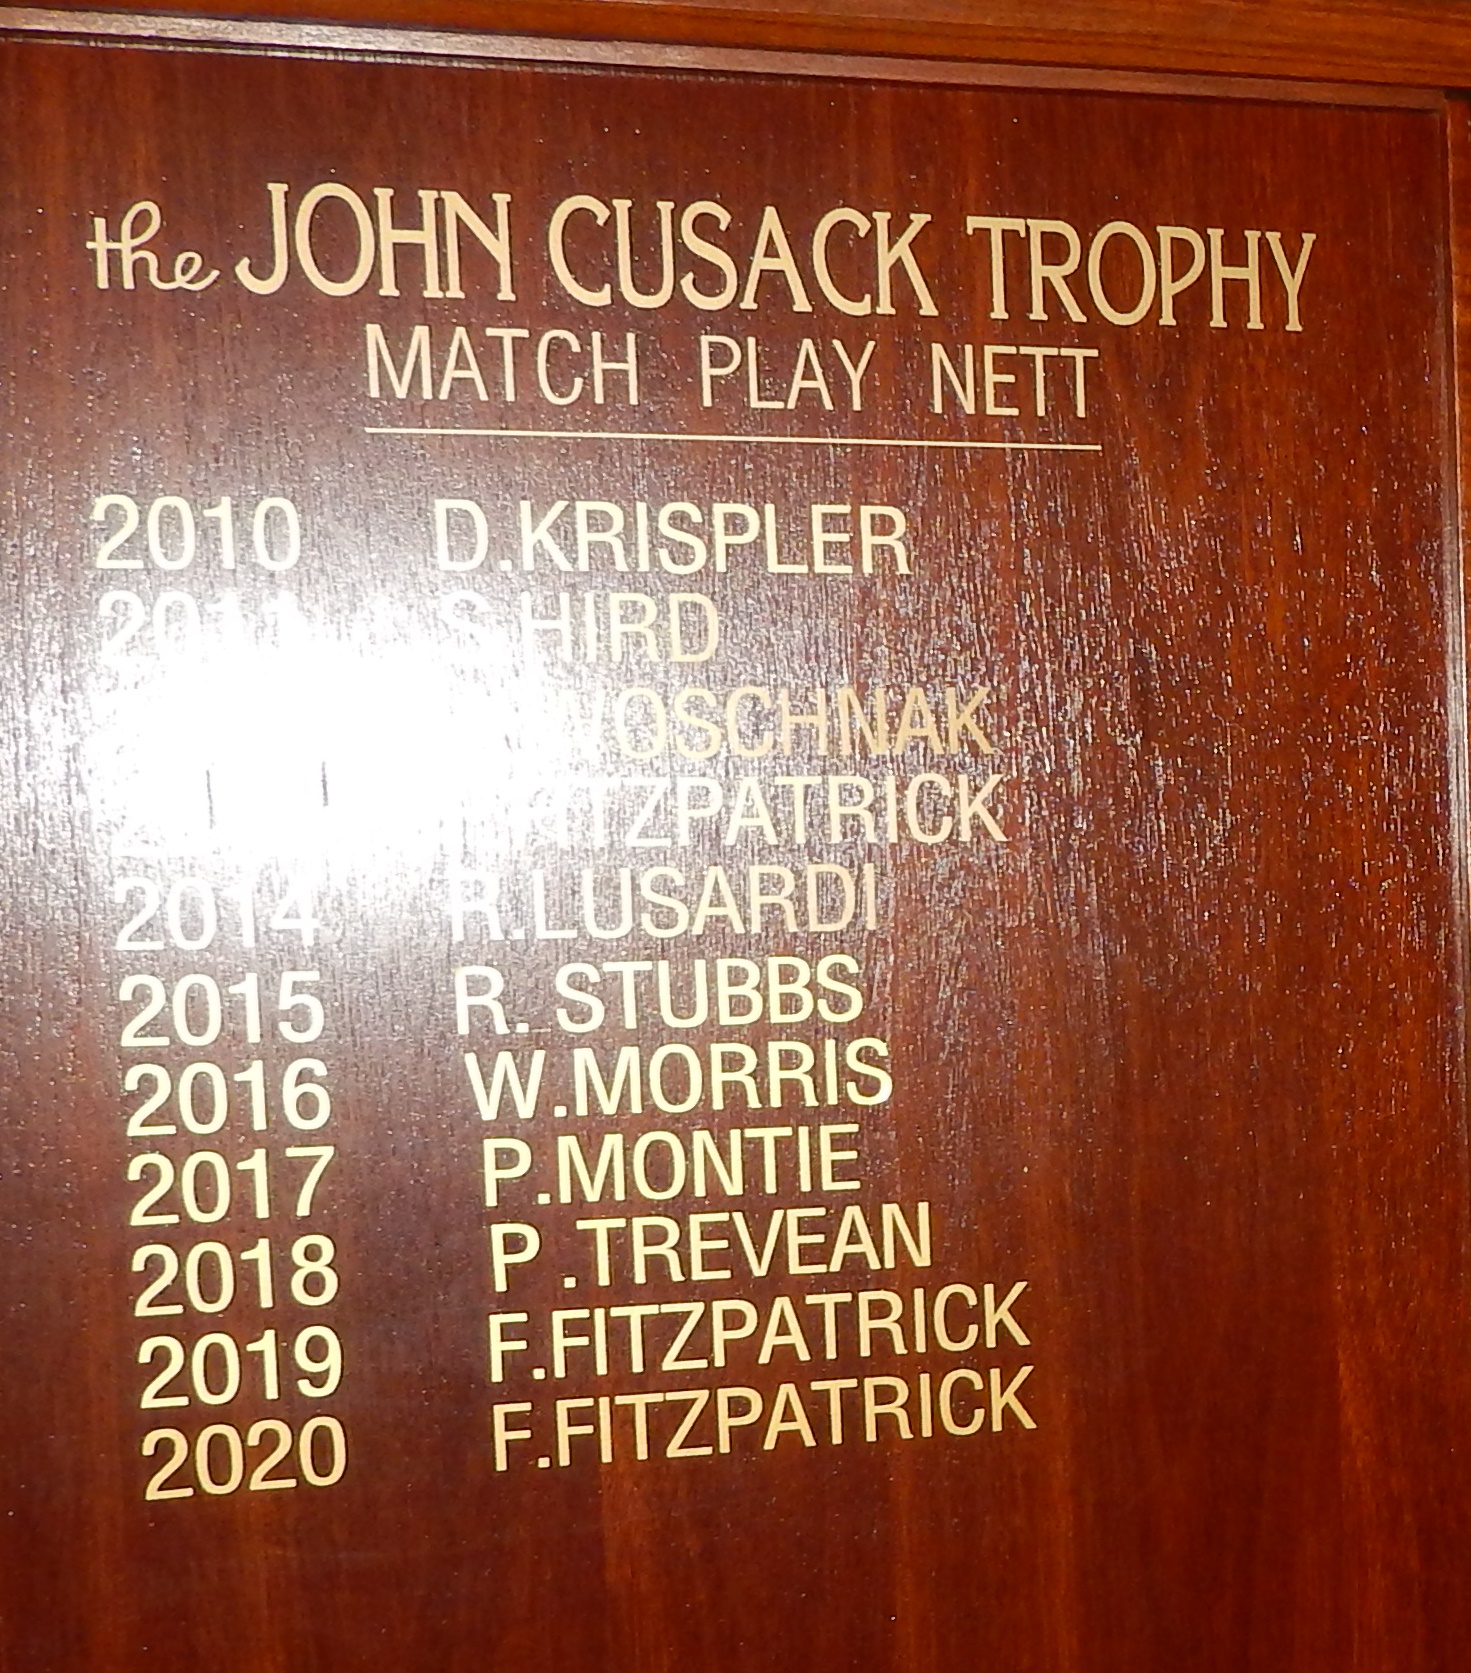 the JOHN CUSACK TROPHY
MATCH PLAY NETT
2010 D.KRISPLER
2011 S.HIRD
2014 R.LUSARDI
2015 R. STUBBS
2016 W.MORRIS
2017 P.MONTIE
2018 P .TREVEAN
2019 F.FITZPATRICK
2020 F.FITZPATRICK